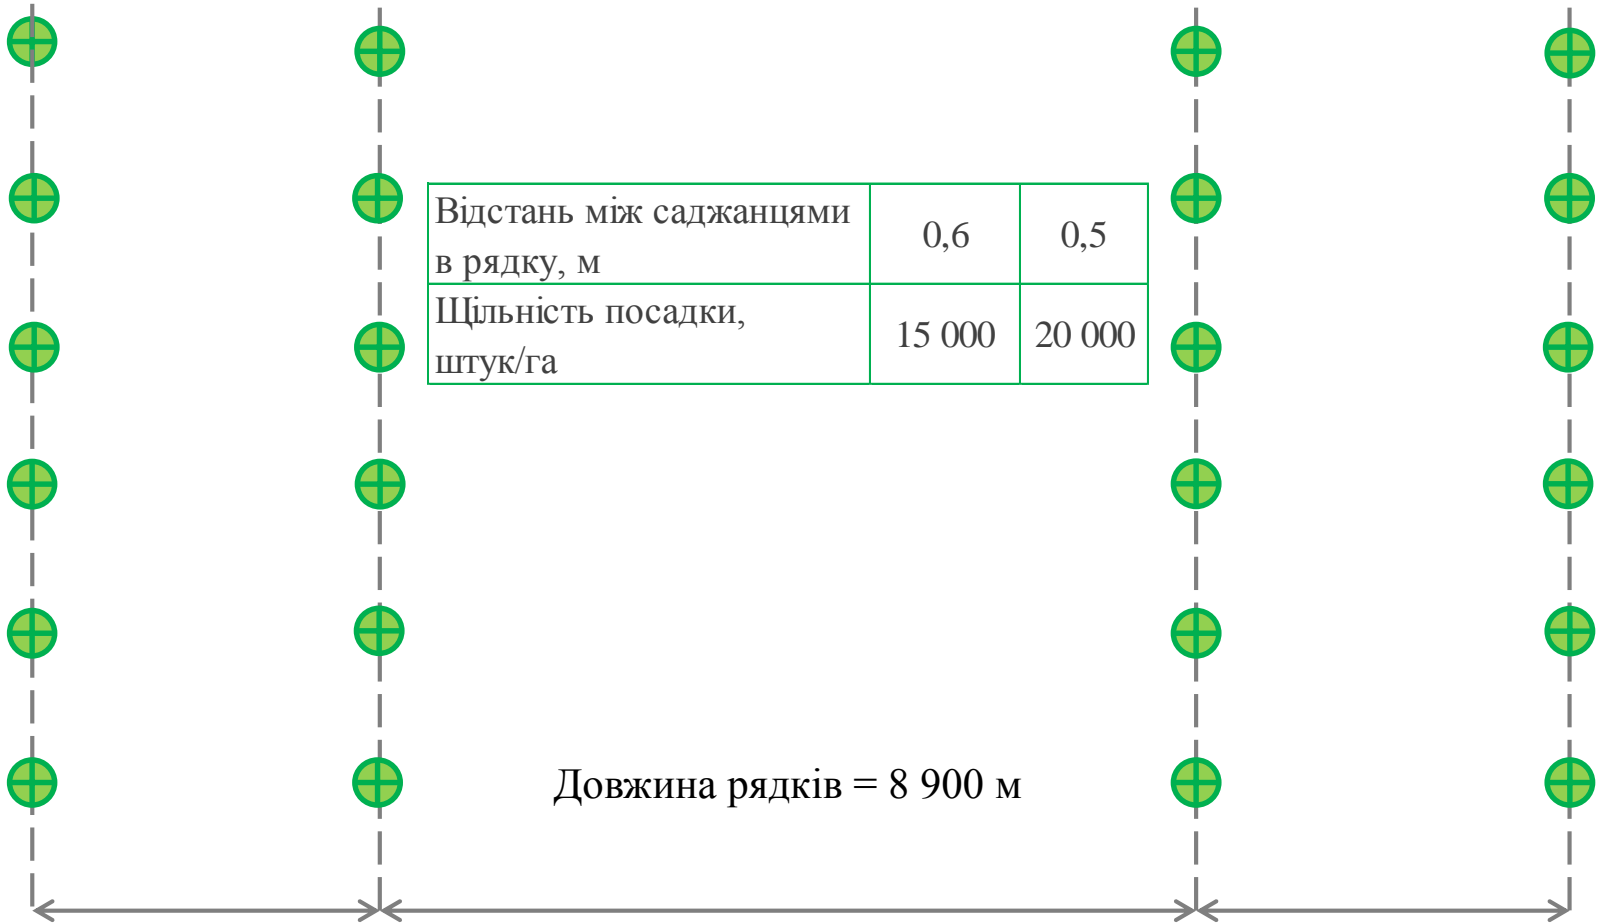 Відстань між саджанцями
в рядку, м
0,6
0,5
Щільність посадки,
штук/га
15 000
20 000
Довжина рядків = 8 900 м